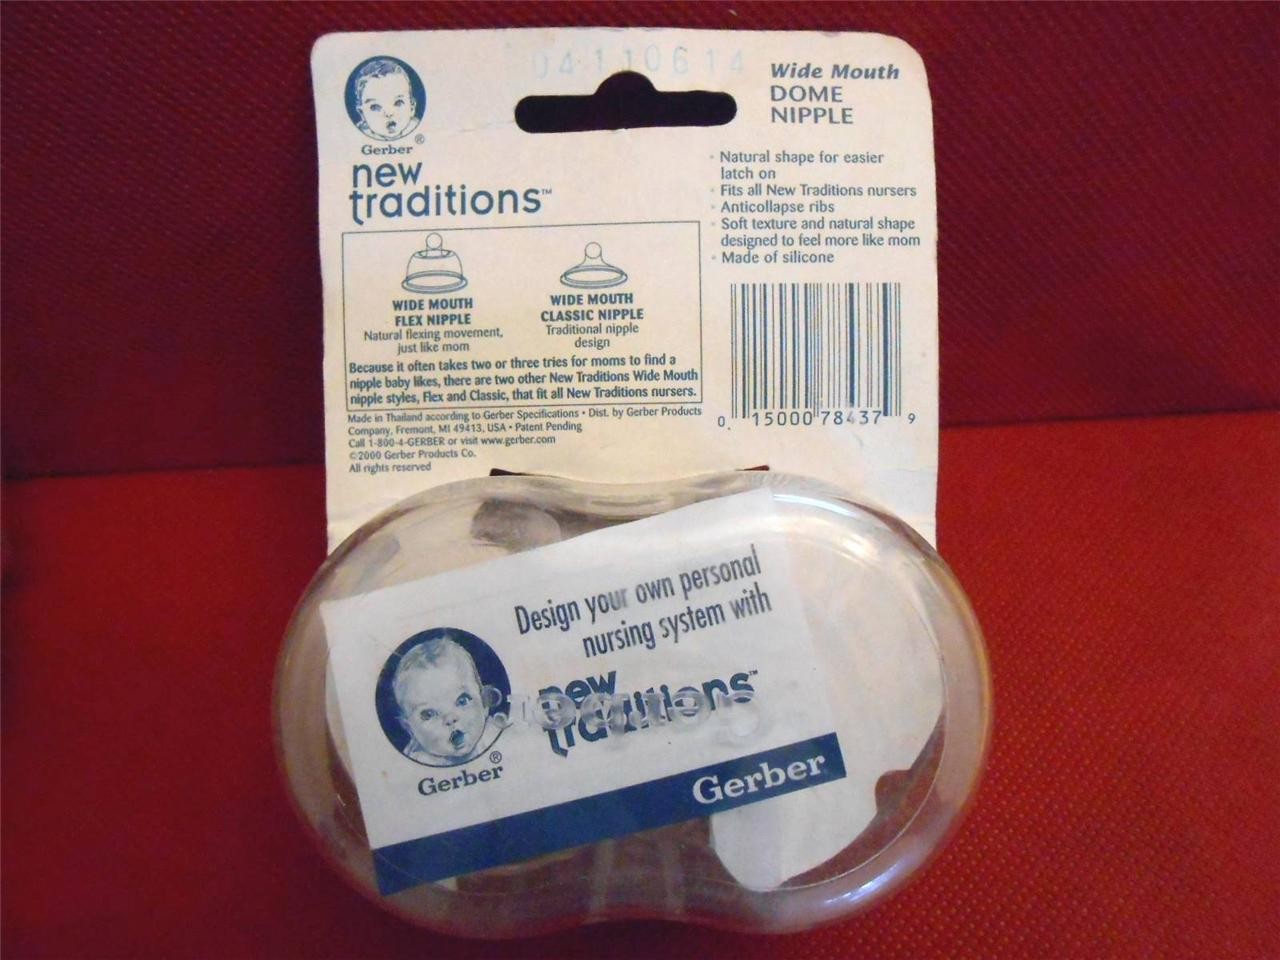 04110614
Gerber®
new
traditions™
Wide Mouth
DOME
NIPPLE
· Natural shape for easier
latch on
· Fits all New Traditions nursers
· Anticollapse ribs
· Soft texture and natural shape
designed to feel more like mom
· Made of silicone
WIDE MOUTH
FLEX NIPPLE
Natural flexing movement,
just like mom
WIDE MOUTH
CLASSIC NIPPLE
Traditional nipple
design
Because it often takes two or three tries for moms to find a
nipple baby likes, there are two other New Traditions Wide Mouth
nipple styles, Flex and Classic, that fit all New Traditions nursers.
Made in Thailand according to Gerber Specifications • Dist. by Gerber Products
Company, Fremont, MI 49413, USA • Patent Pending
Call 1-800-4-GERBER or visit www.gerber.com
©2000 Gerber Products Co.
All rights reserved
0 15000 78437 9
Design your own personal
nursing system with
Gerber®
new
traditions™
Gerber
Gerber